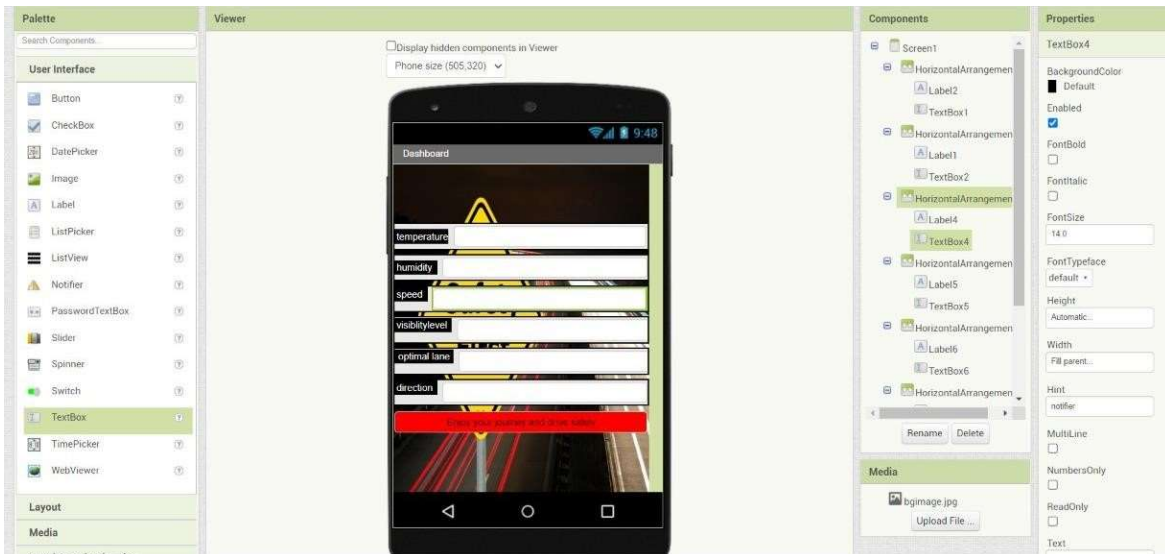 Palette
Search Components...
User Interface
Button
CheckBox
DatePicker
Image
Label
ListPicker
ListView
Notifier
PasswordTextBox
Slider
Spinner
Switch
TextBox
TimePicker
WebViewer
Layout
Media
Viewer
Display hidden components in Viewer
Phone size (505,320)
9:48
Dashboard
temperature
humidity
speed
visiblitylevel
optimal lane
direction
Enjoy your journey and drive safely
Components
Screen1
HorizontalArrangemen
Label2
TextBox1
HorizontalArrangemen
Label1
TextBox2
HorizontalArrangemen
Label4
TextBox4
HorizontalArrangemen
Label5
TextBox5
HorizontalArrangemen
Label6
TextBox6
HorizontalArrangemen
Rename Delete
Media
bgimage.jpg
Upload File ...
Properties
TextBox4
BackgroundColor
Default
Enabled
FontBold
FontItalic
FontSize
14.0
FontTypeface
default
Height
Automatic...
Width
Fill parent...
Hint
notifier
MultiLine
NumbersOnly
ReadOnly
Text